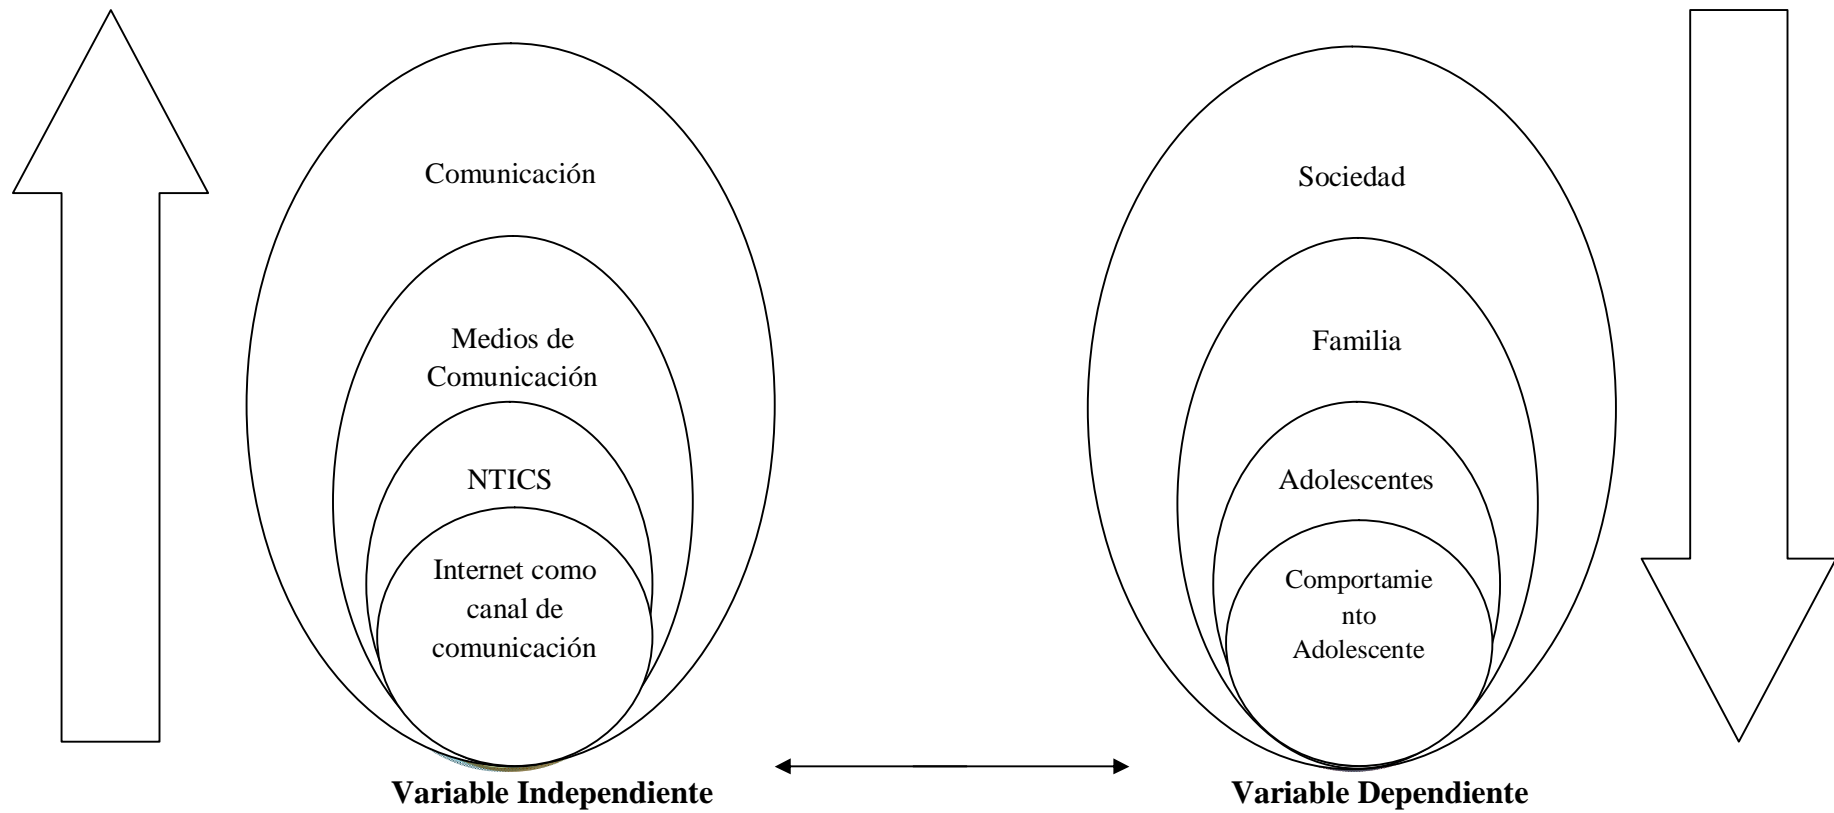 Comunicación
Medios de
Comunicación
NTICS
Internet como
canal de
comunicación
Variable Independiente
Sociedad
Familia
Adolescentes
Comportamie
nto
Adolescente
Variable Dependiente